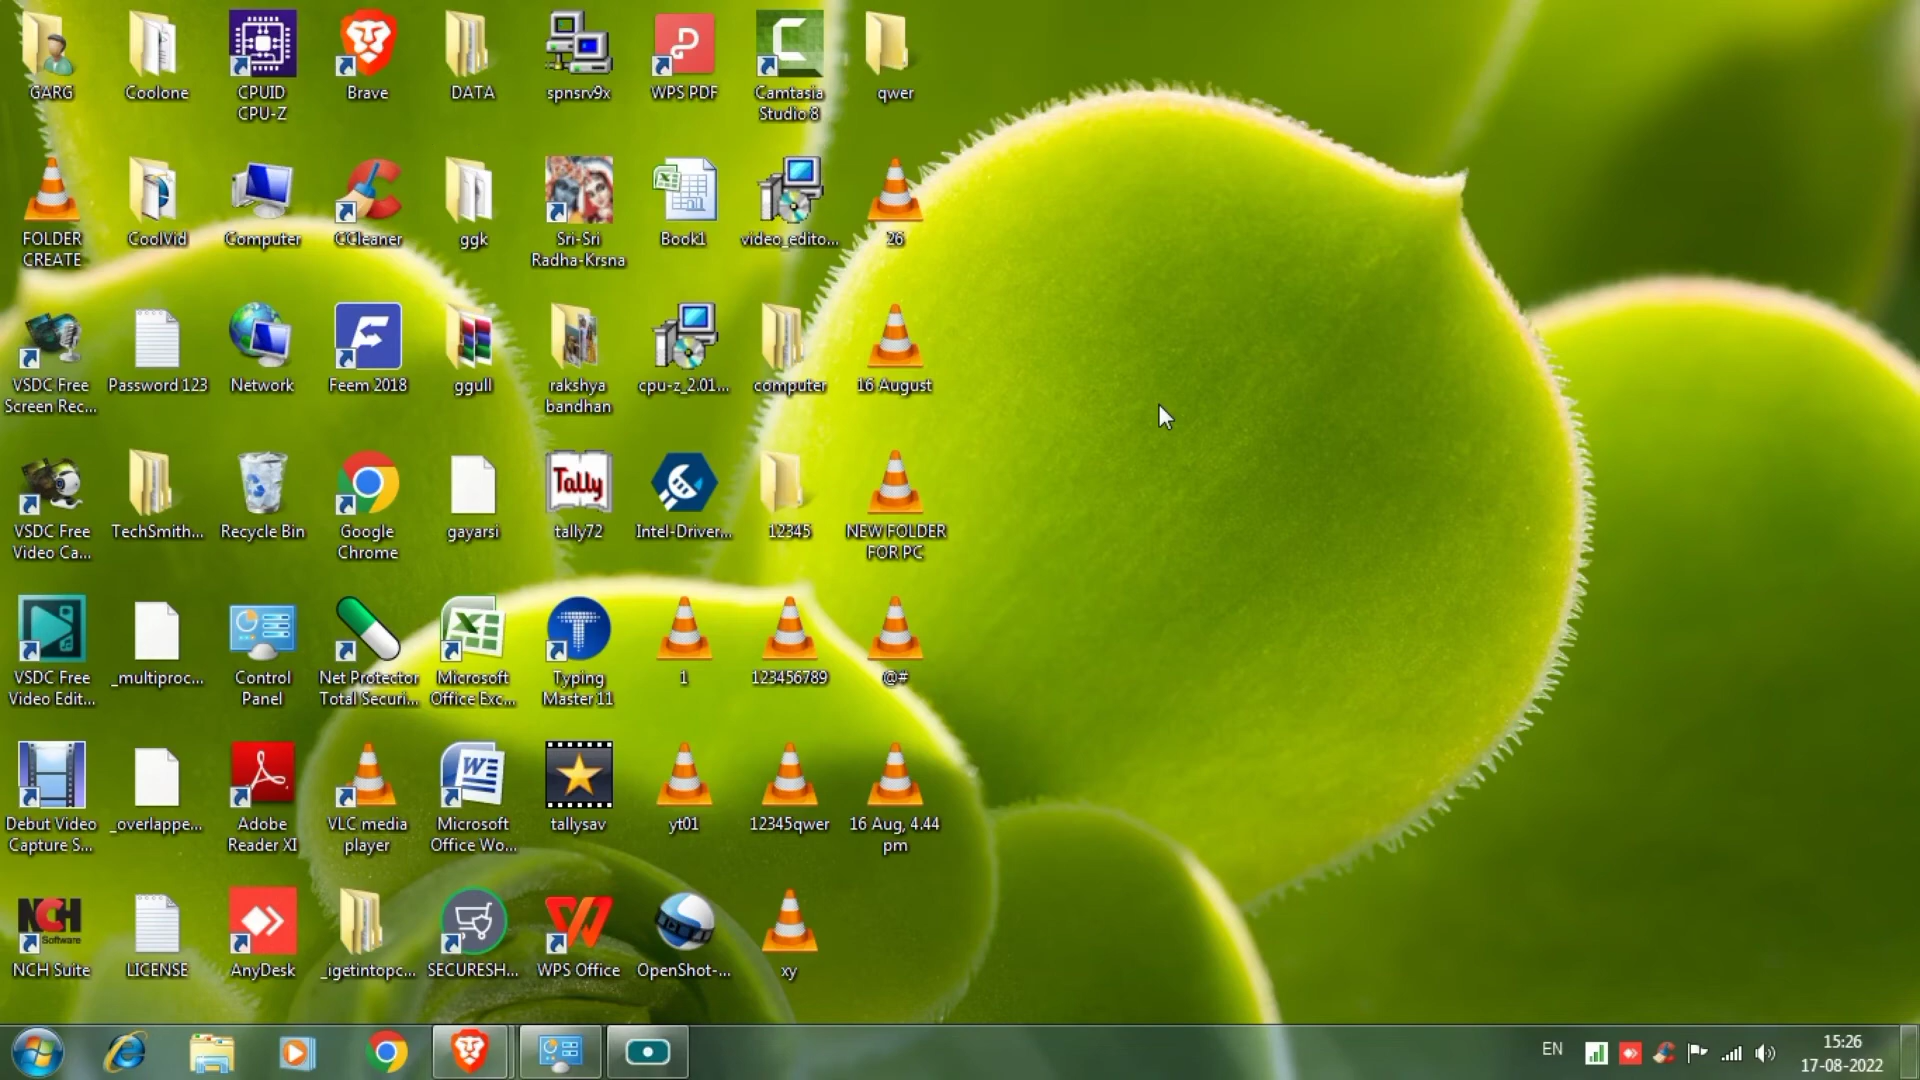 GARG
Coolone
CPUID
CPU-Z
Brave
DATA
spnsrv9x
WPS PDF
Camtasia
Studio 8
qwer
FOLDER
CREATE
CoolVid
Computer
CCleaner
ggk
Sri-Sri
Radha-Krsna
Book1
video_edito...
26
VSDC Free
Screen Rec...
Password 123
Network
Feem 2018
ggull
rakshya
bandhan
cpu-z_2.01...
computer
16 August
VSDC Free
Video Ca...
TechSmith...
Recycle Bin
Google
Chrome
gayarsi
Tally
tally72
Intel-Driver...
12345
NEW FOLDER
FOR PC
VSDC Free
Video Edit...
_multiproc...
Control
Panel
Net Protector
Total Securi...
Microsoft
Office Exc...
Typing
Master 11
1
123456789
@#
Debut Video
Capture S...
_overlappe...
Adobe
Reader XI
VLC media
player
Microsoft
Office Wo...
tallysav
yt01
12345qwer
16 Aug, 4.44
pm
NCH
Software
NCH Suite
LICENSE
AnyDesk
_igetintopc...
SECURESH...
WPS Office
OpenShot-...
xy
EN
15:26
17-08-2022